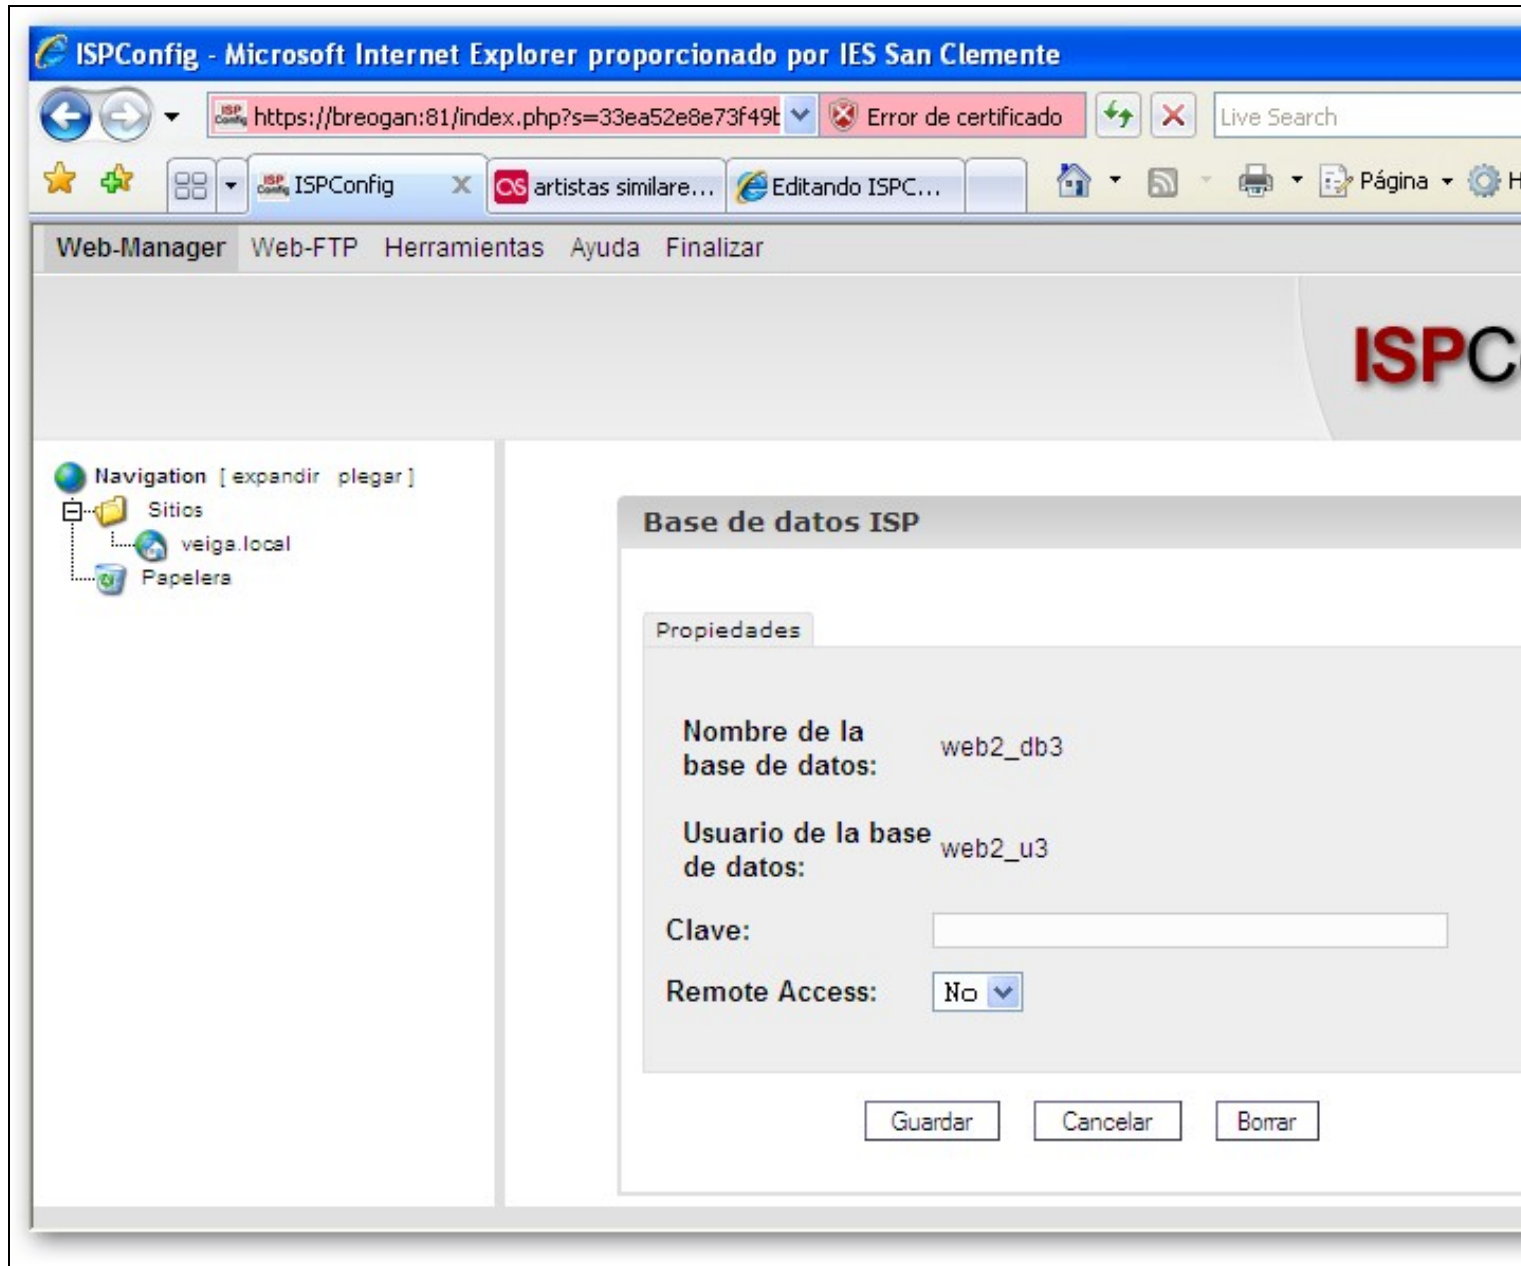 ISPConfig - Microsoft Internet Explorer proporcionado por IES San Clemente
https://breogan:81/index.php?s=33ea52e8e73f49b Error de certificado Live Search
ISPConfig X artistas similare... Editando ISPC... Página H
Web-Manager Web-FTP Herramientas Ayuda Finalizar
ISPC
Navigation [ expandir plegar ]
Sitios
veiga.local
Papelera
Base de datos ISP
Propiedades
Nombre de la
base de datos: web2_db3
Usuario de la base
de datos: web2_u3
Clave:
Remote Access: No
Guardar Cancelar Borrar